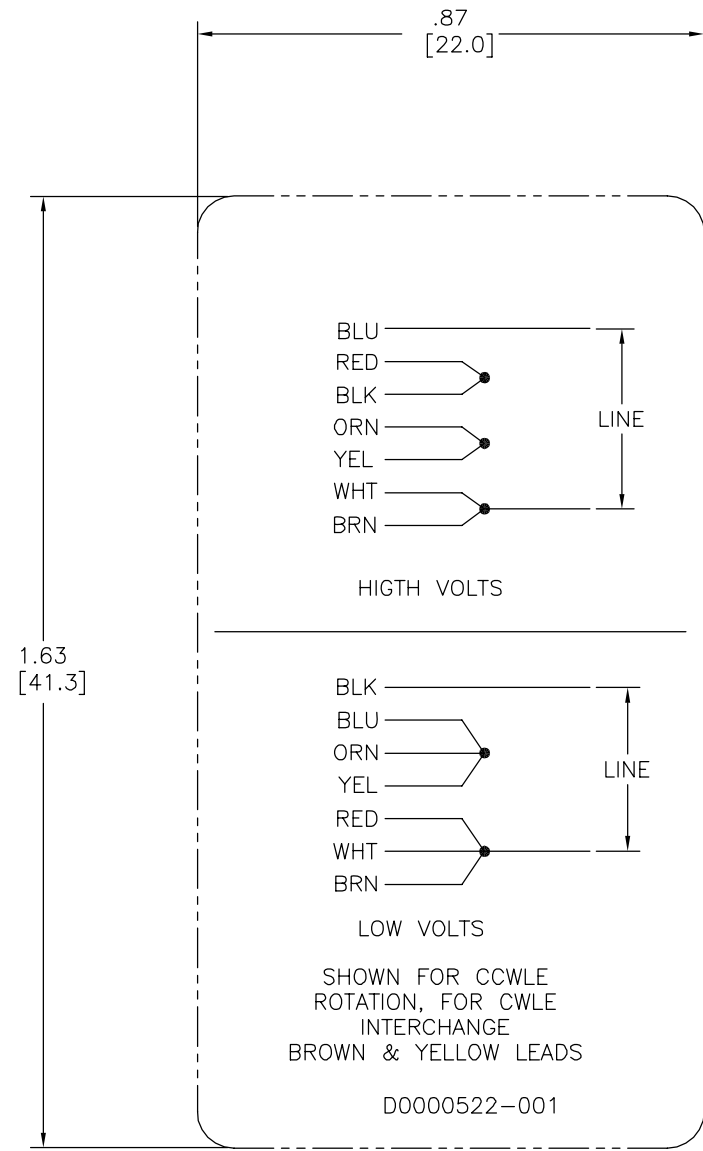 .87
[22.0]
BLU
RED
BLK
ORN
YEL
WHT
BRN
LINE
HIGTH VOLTS
1.63
[41.3]
BLK
BLU
ORN
YEL
RED
WHT
BRN
LINE
LOW VOLTS
SHOWN FOR CCWLE
ROTATION, FOR CWLE
INTERCHANGE
BROWN & YELLOW LEADS
D0000522-001